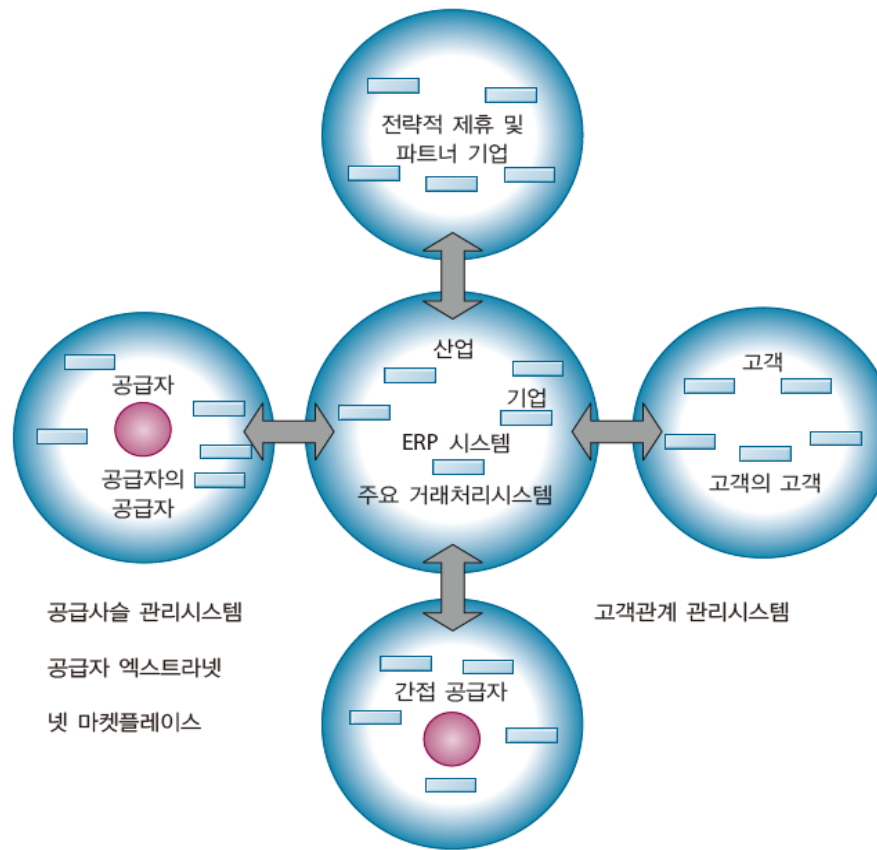 전략적 제휴 및
파트너 기업
산업
기업
ERP 시스템
주요 거래처리시스템
공급자
공급자의
공급자
고객
고객의 고객
공급사슬 관리시스템
공급자 엑스트라넷
넷 마켓플레이스
고객관계 관리시스템
간접 공급자